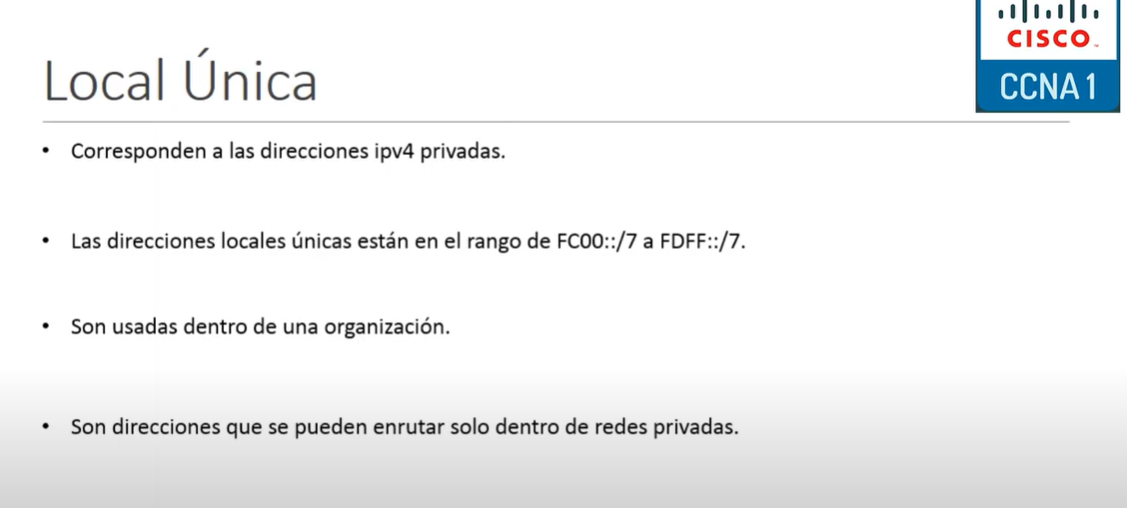 CISCO
CCNA 1
Local Única
• Corresponden a las direcciones ipv4 privadas.
• Las direcciones locales únicas están en el rango de FC00::/7 a FDFF::/7.
• Son usadas dentro de una organización.
• Son direcciones que se pueden enrutar solo dentro de redes privadas.